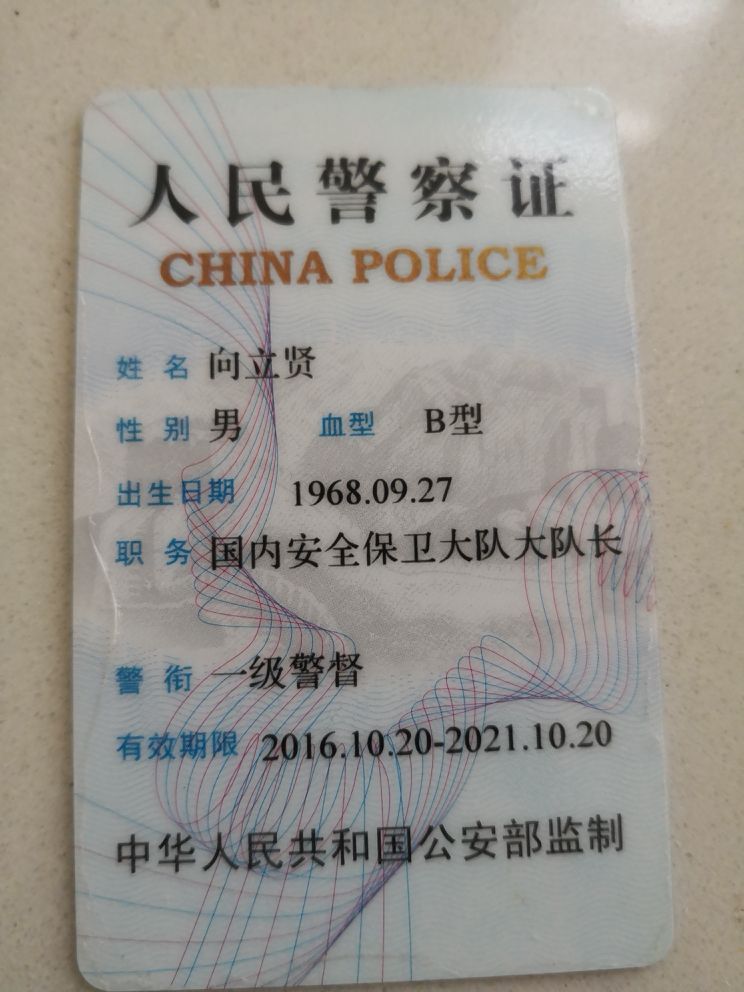 人民警察证
CHINA POLICE
姓名 向立贤
性别 男 血型 B型
出生日期 1968.09.27
职务 国内安全保卫大队大队长
警衔 一级警督
有效期限 2016.10.20-2021.10.20
中华人民共和国公安部监制